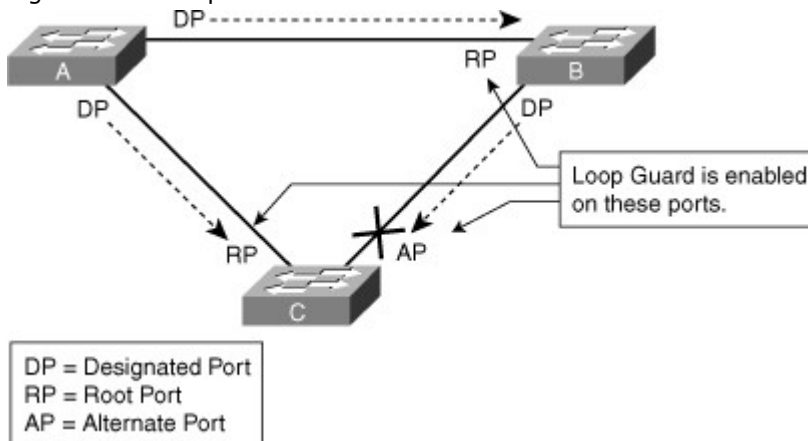 DP
A
RP
B
DP
DP
Loop Guard is enabled
on these ports.
RP
AP
C
DP = Designated Port
RP = Root Port
AP = Alternate Port